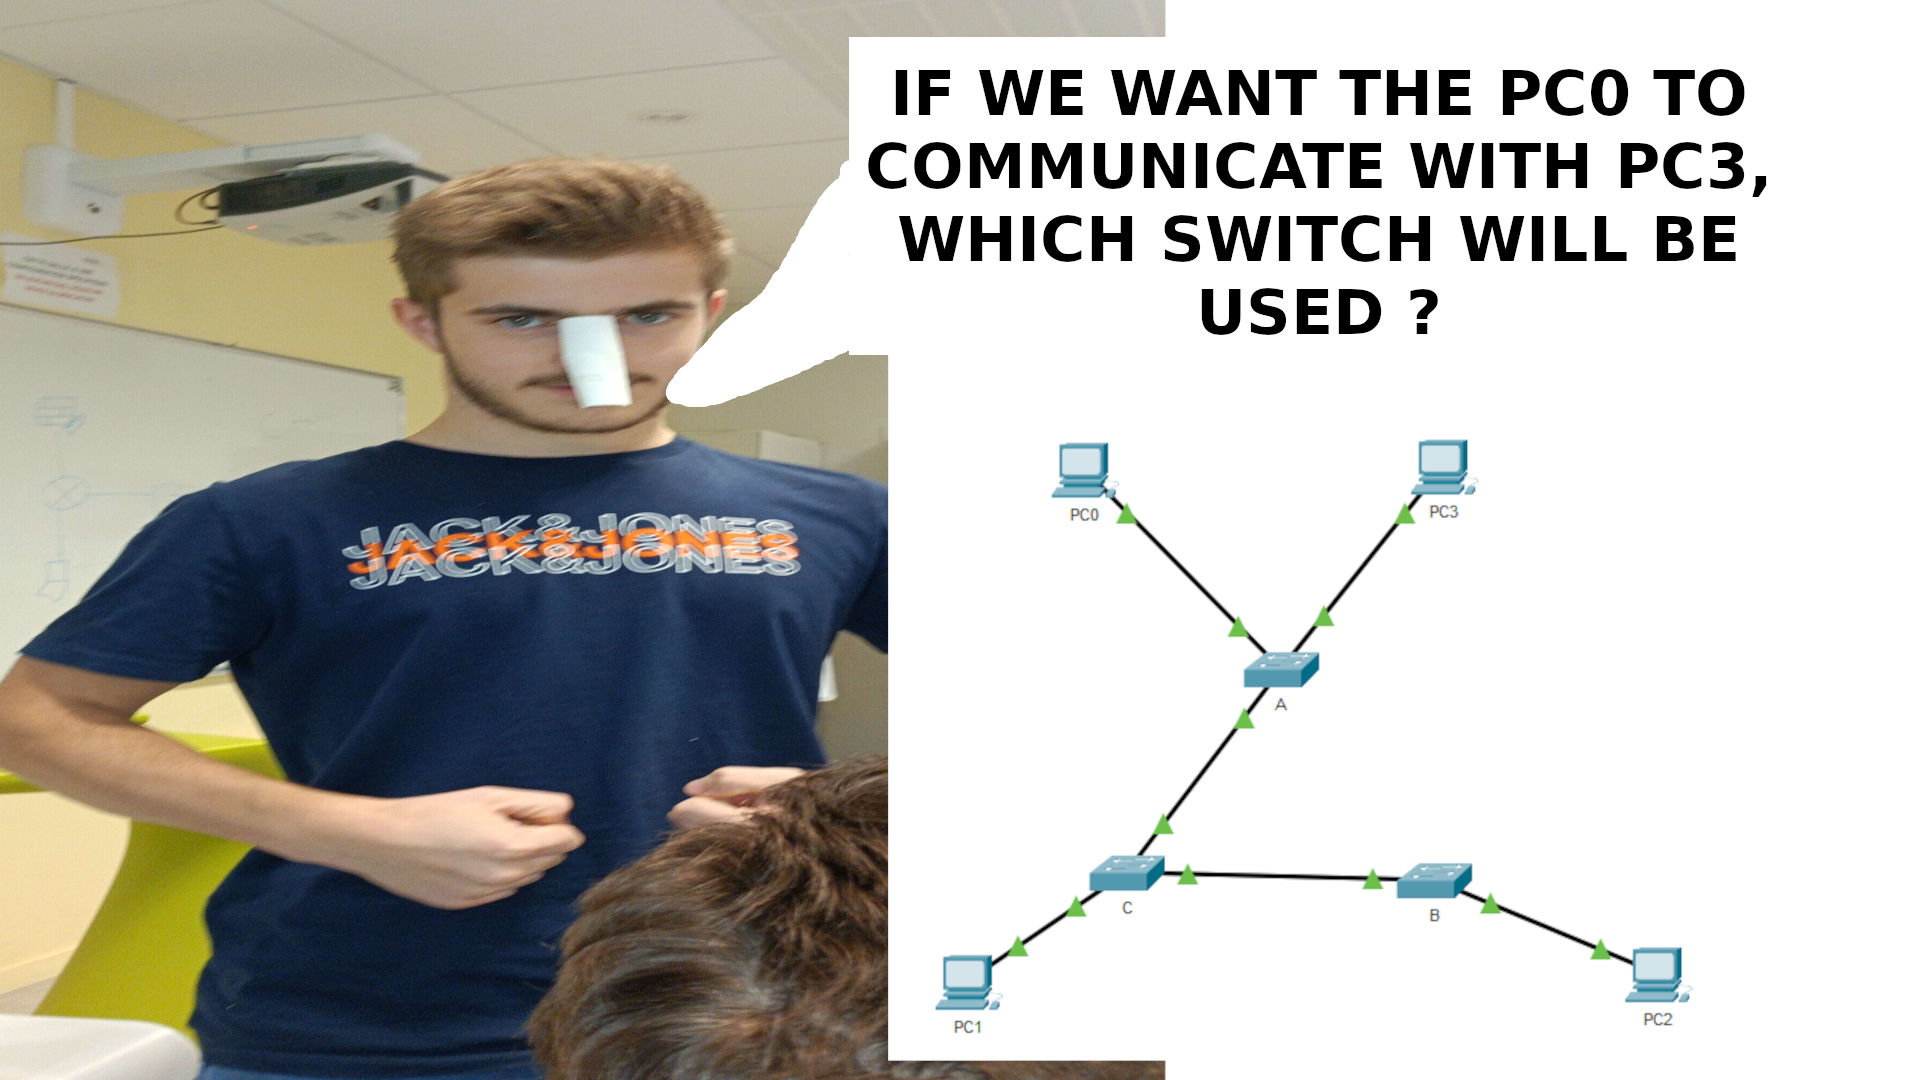 IF WE WANT THE PC0 TO
COMMUNICATE WITH PC3,
WHICH SWITCH WILL BE
USED ?
JACK&JONES
JACK&JONES
JACK&JONES
PC0
PC3
A
C
B
PC1
PC2